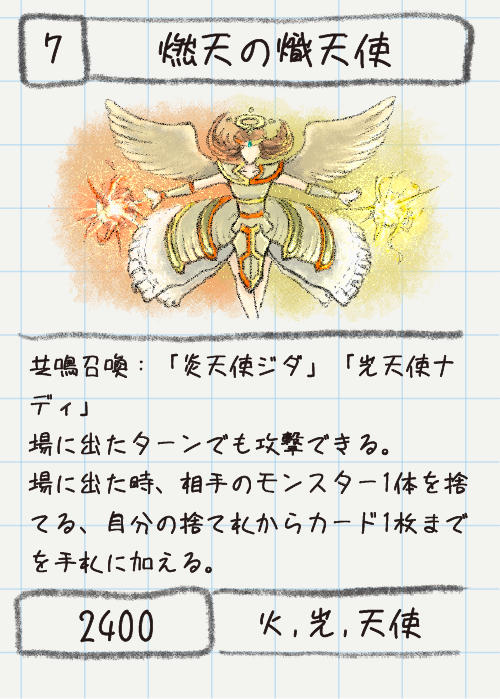 7
燃天の熾天使
共鳴召喚：「炎天使ジダ」「光天使ナ
ディ」
場に出たターンでも攻撃できる。
場に出た時、相手のモンスター1体を捨
てる、自分の捨て札からカード1枚まで
を手札に加える。
2400
火,光,天使